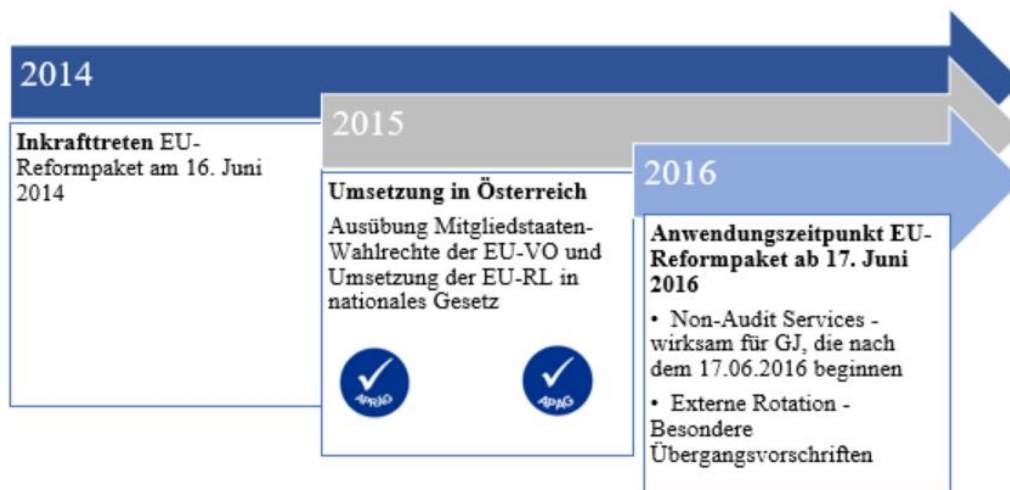 2014
Inkrafttreten EU-
Reformpaket am 16. Juni
2014
2015
Umsetzung in Österreich
Ausübung Mitgliedstaaten-
Wahlrechte der EU-VO und
Umsetzung der EU-RL in
nationales Gesetz
APRÄG
APAG
2016
Anwendungszeitpunkt EU-
Reformpaket ab 17. Juni
2016
• Non-Audit Services -
wirksam für GJ, die nach
dem 17.06.2016 beginnen
• Externe Rotation -
Besondere
Übergangsvorschriften